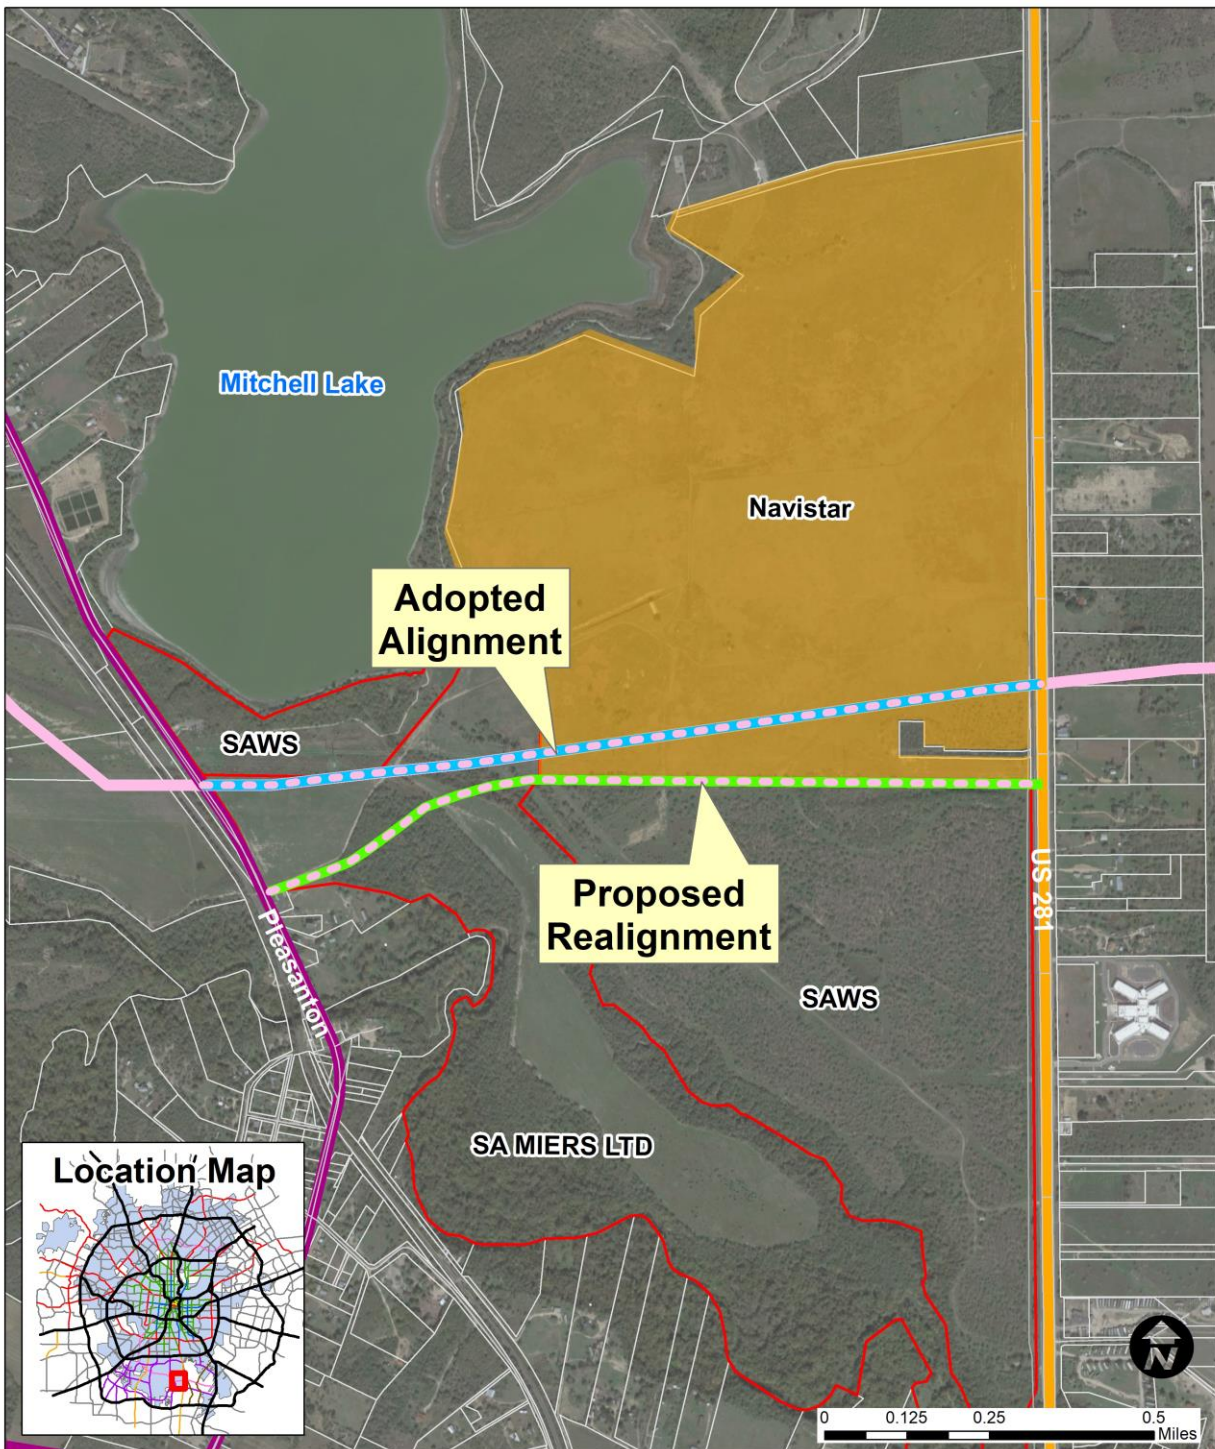 Mitchell Lake
Navistar
Adopted
Alignment
SAWS
Proposed
Realignment
US 281
Pleasanton
SAWS
SA MIERS LTD
Location Map
N
0 0.125 0.25 0.5
Miles